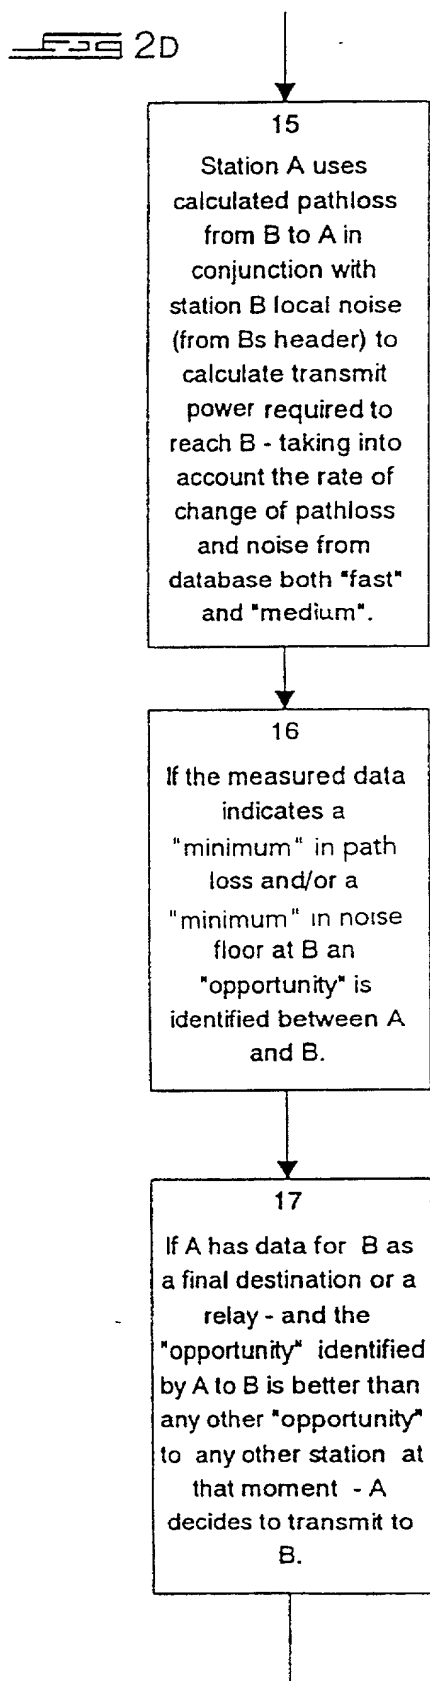 FIG 2D
15
Station A uses
calculated pathloss
from B to A in
conjunction with
station B local noise
(from Bs header) to
calculate transmit
power required to
reach B - taking into
account the rate of
change of pathloss
and noise from
database both "fast"
and "medium".
16
If the measured data
indicates a
"minimum" in path
loss and/or a
"minimum" in noise
floor at B an
"opportunity" is
identified between A
and B.
17
If A has data for B as
a final destination or a
relay - and the
"opportunity" identified
by A to B is better than
any other "opportunity"
to any other station at
that moment - A
decides to transmit to
B.